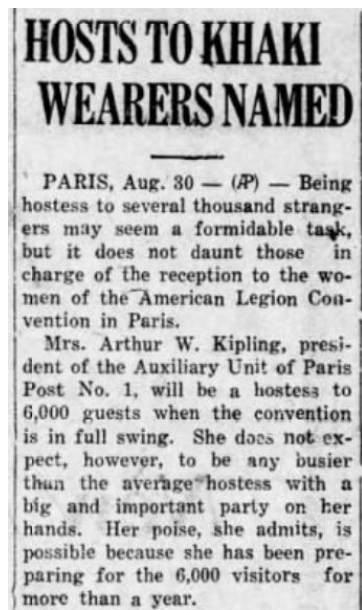 HOSTS TO KHAKI
WEARERS NAMED
PARIS, Aug. 30 — (AP) — Being
hostess to several thousand strang-
ers may seem a formidable task,
but it does not daunt those in
charge of the reception to the wo-
men of the American Legion Con-
vention in Paris.
Mrs. Arthur W. Kipling, presi-
dent of the Auxiliary Unit of Paris
Post No. 1, will be a hostess to
6,000 guests when the convention
is in full swing. She does not ex-
pect, however, to be any busier
than the average hostess with a
big and important party on her
hands. Her poise, she admits, is
possible because she has been pre-
paring for the 6,000 visitors for
more than a year.